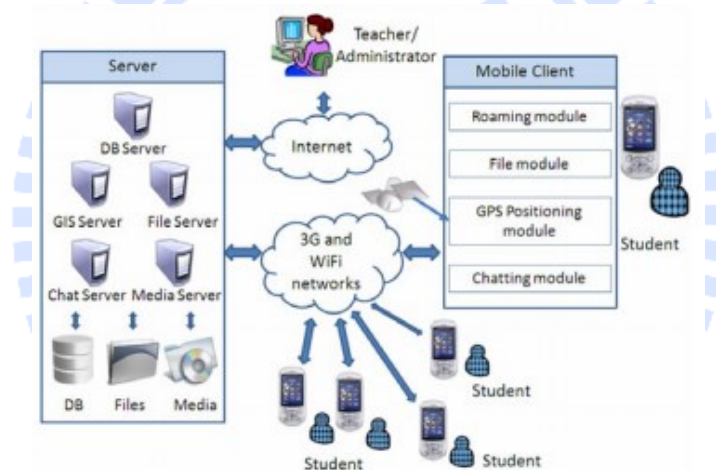 Teacher/
Administrator
Server
DB Server
GIS Server
File Server
Chat Server
Media Server
DB
Files
Media
Internet
3G and
WiFi
networks
Mobile Client
Roaming module
File module
GPS Positioning
module
Chatting module
Student
Student
Student
Student